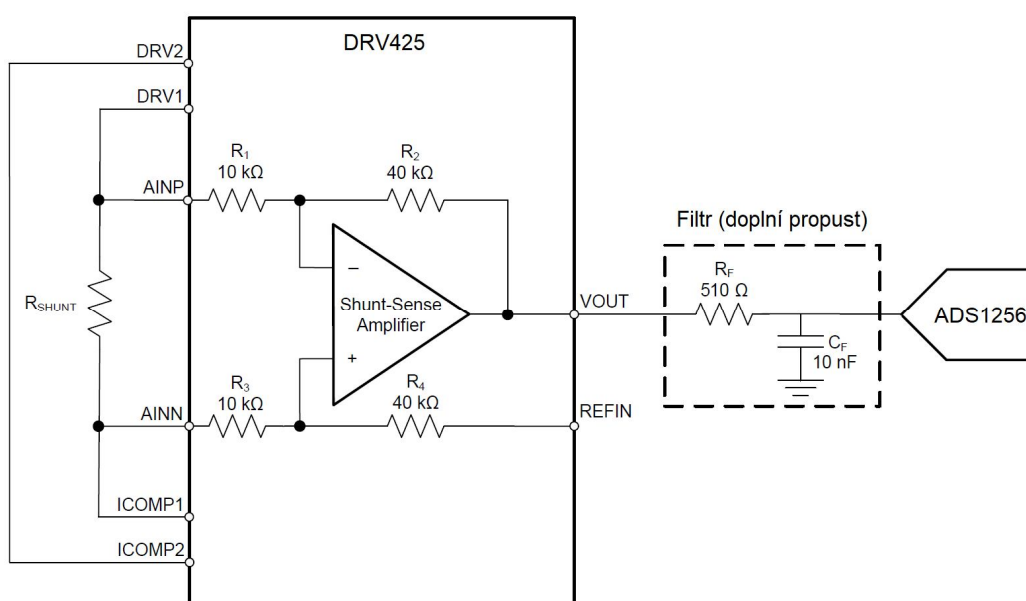 DRV425
DRV2
DRV1
AINP
R₁
10 kΩ
R₂
40 kΩ
RSHUNT
−
Shunt-Sense
Amplifier
+
AINN
R₃
10 kΩ
R₄
40 kΩ
ICOMP1
ICOMP2
VOUT
REFIN
Filtr (doplní propust)
RF
510 Ω
CF
10 nF
ADS1256